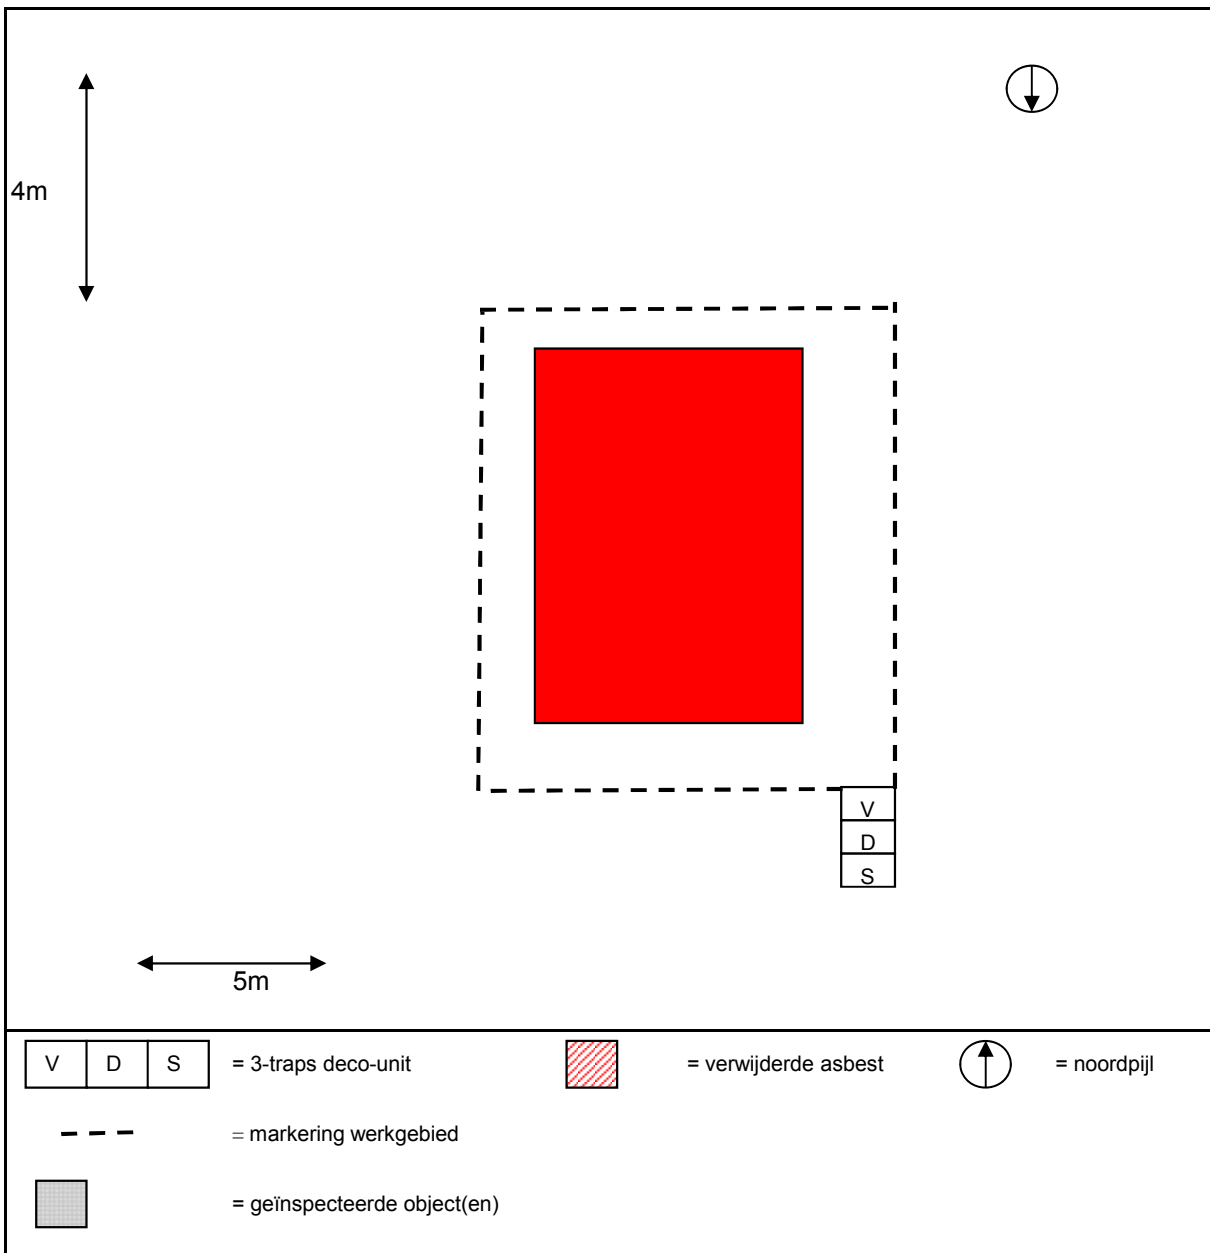 4m
V
D
S
5m
V D S = 3-traps deco-unit = verwijderde asbest = noordpijl
= markering werkgebied
= geïnspecteerde object(en)